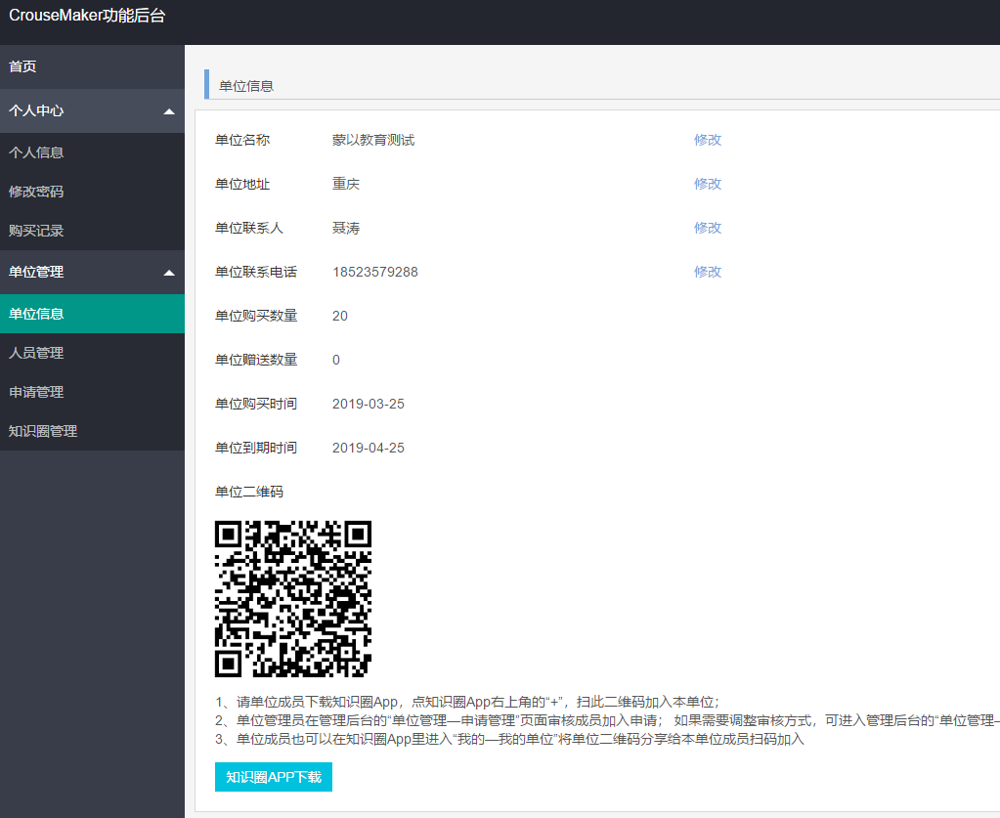 CrouseMaker功能后台
首页
个人中心
个人信息
修改密码
购买记录
单位管理
单位信息
人员管理
申请管理
知识圈管理
单位信息
单位名称 蒙以教育测试 修改
单位地址 重庆 修改
单位联系人 聂涛 修改
单位联系电话 18523579288 修改
单位购买数量 20
单位赠送数量 0
单位购买时间 2019-03-25
单位到期时间 2019-04-25
单位二维码
1、请单位成员下载知识圈App，点知识圈App右上角的“+”，扫此二维码加入本单位；
2、单位管理员在管理后台的“单位管理—申请管理”页面审核成员加入申请； 如果需要调整审核方式，可进入管理后台的“单位管理—
3、单位成员也可以在知识圈App里进入“我的—我的单位”将单位二维码分享给本单位成员扫码加入
知识圈APP下载